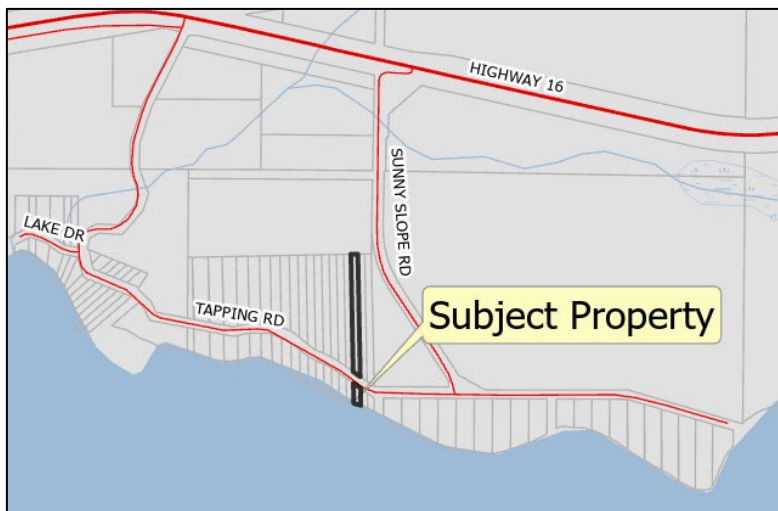 HIGHWAY 16
SUNNY SLOPE RD
LAKE DR
TAPPING RD
Subject Property